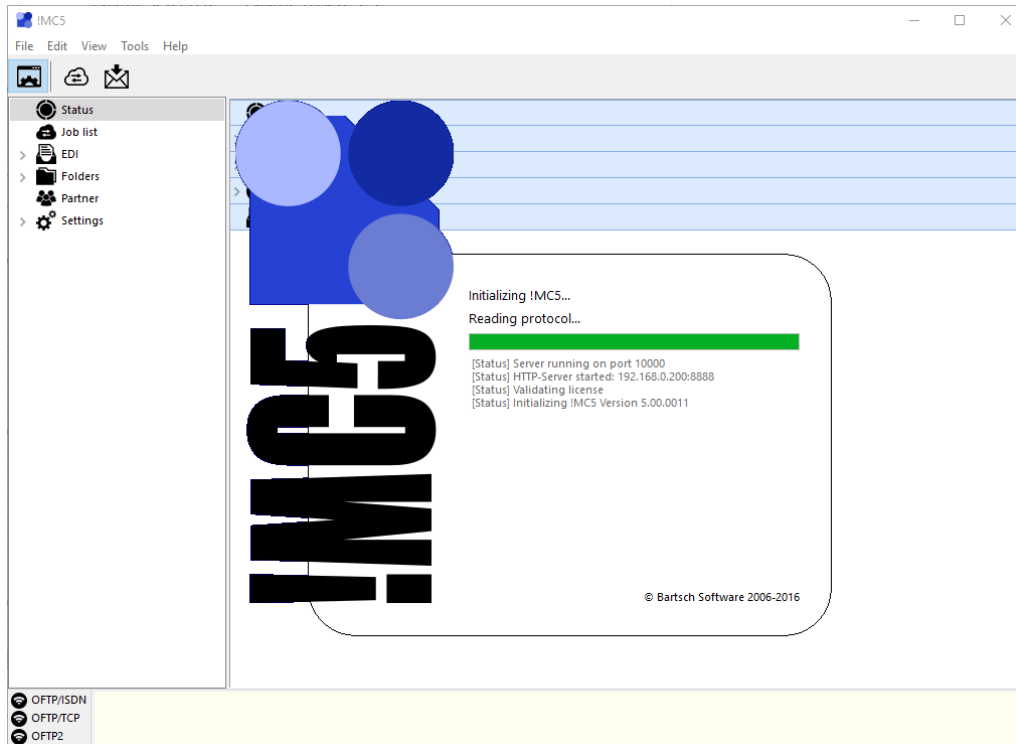 !MC5
File Edit View Tools Help
Status
Job list
EDI
Folders
Partner
Settings
!MC5
Initializing !MC5...
Reading protocol...
[Status] Server running on port 10000
[Status] HTTP-Server started: 192.168.0.200:8888
[Status] Validating license
[Status] Initializing !MC5 Version 5.00.0011
© Bartsch Software 2006-2016
OFTP/ISDN
OFTP/TCP
OFTP2